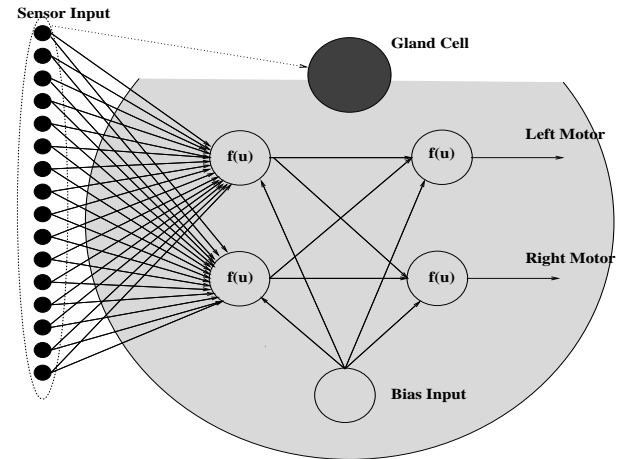 Sensor Input
Gland Cell
f(u)
f(u)
Left Motor
f(u)
f(u)
Right Motor
Bias Input